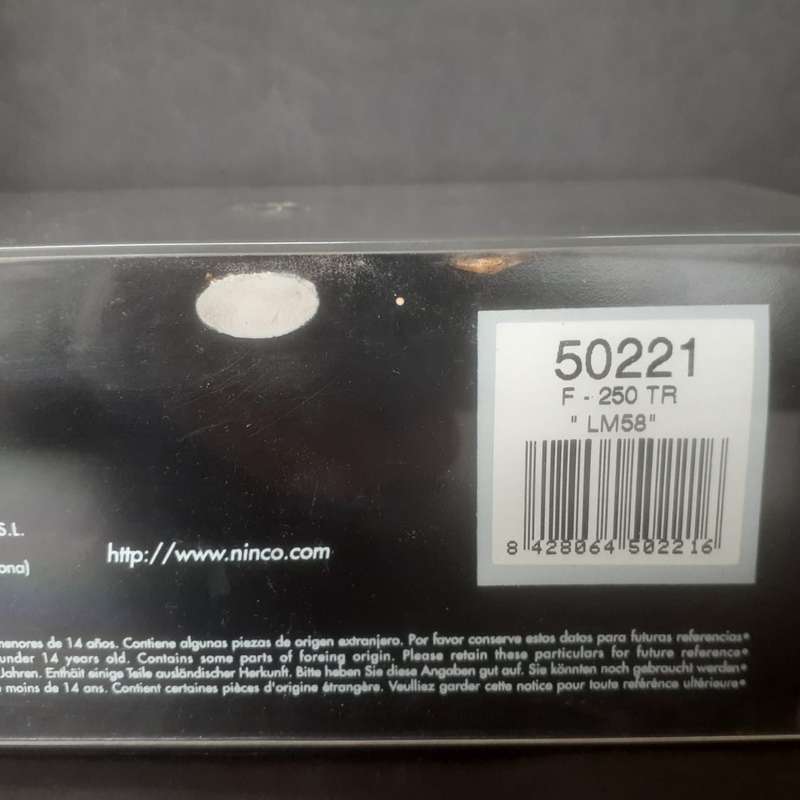 50221
F - 250 TR
" LM58"
8 428064 502216
S.L.
http://www.ninco.com
ona)
menores de 14 años. Contiene algunas piezas de origen extranjero. Por favor conserve estos datos para futuras referencias*
under 14 years old. Contains some parts of foreing origin. Please retain these particulars for future reference*
Jahren. Enthält einige Teile ausländischer Herkunft. Bitte heben Sie diese Angaben gut auf. Sie könnten noch gebraucht werden*
moins de 14 ans. Contient certaines pièces d'origine étrangère. Veulliez garder cette notice pour toute reférénce ultérieure*